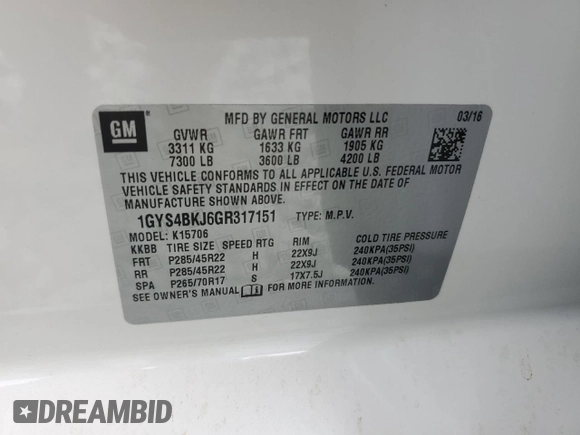 GM
MFD BY GENERAL MOTORS LLC 03/16
GVWR GAWR FRT GAWR RR
3311 KG 1633 KG 1905 KG
7300 LB 3600 LB 4200 LB
THIS VEHICLE CONFORMS TO ALL APPLICABLE U.S. FEDERAL MOTOR
VEHICLE SAFETY STANDARDS IN EFFECT ON THE DATE OF
MANUFACTURE SHOWN ABOVE.
1GYS4BKJ6GR317151 TYPE: M.P.V.
MODEL: K15706
KKBB TIRE SIZE SPEED RTG RIM COLD TIRE PRESSURE
FRT P285/45R22 H 22X9J 240KPA(35PSI)
RR P285/45R22 H 22X9J 240KPA(35PSI)
SPA P265/70R17 S 17X7.5J 240KPA(35PSI)
SEE OWNER'S MANUAL FOR MORE INFORMATION.
DREAMBID